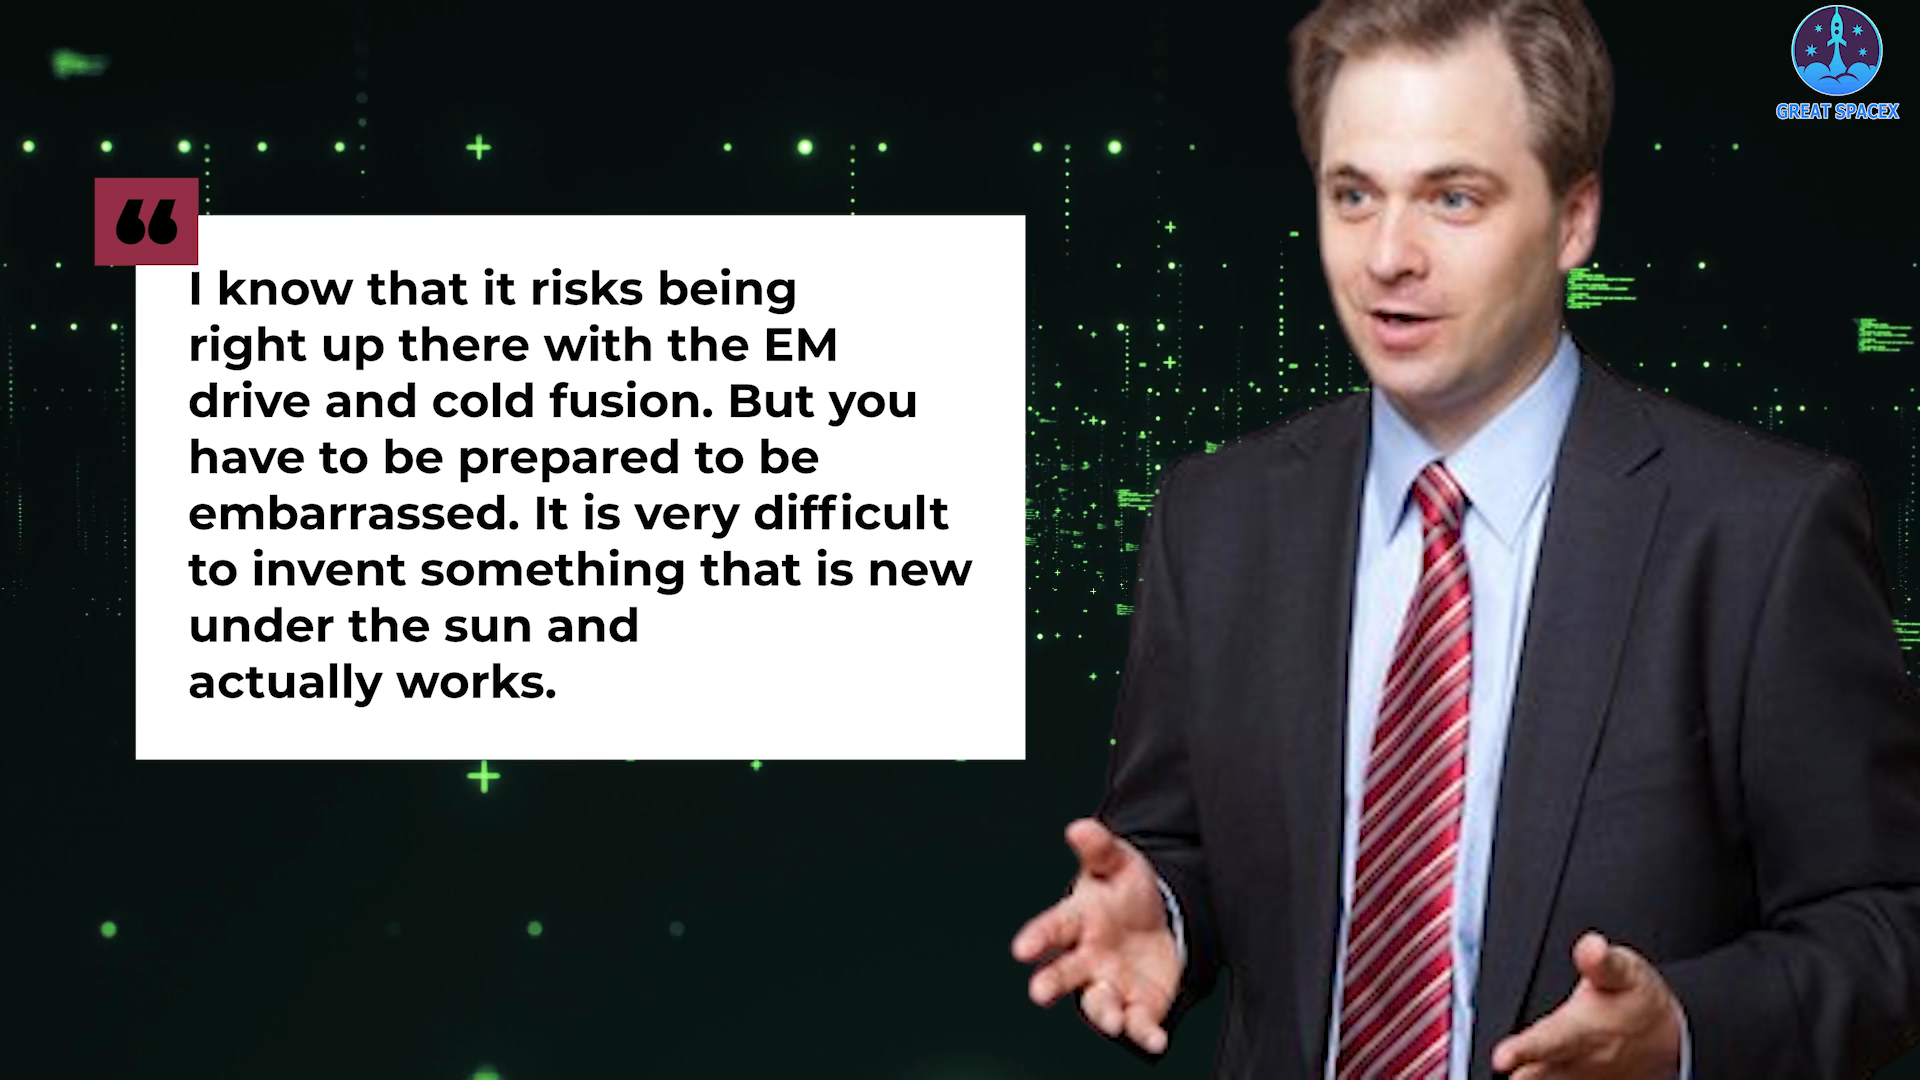 GREAT SPACEX
“
I know that it risks being
right up there with the EM
drive and cold fusion. But you
have to be prepared to be
embarrassed. It is very difficult
to invent something that is new
under the sun and
actually works.